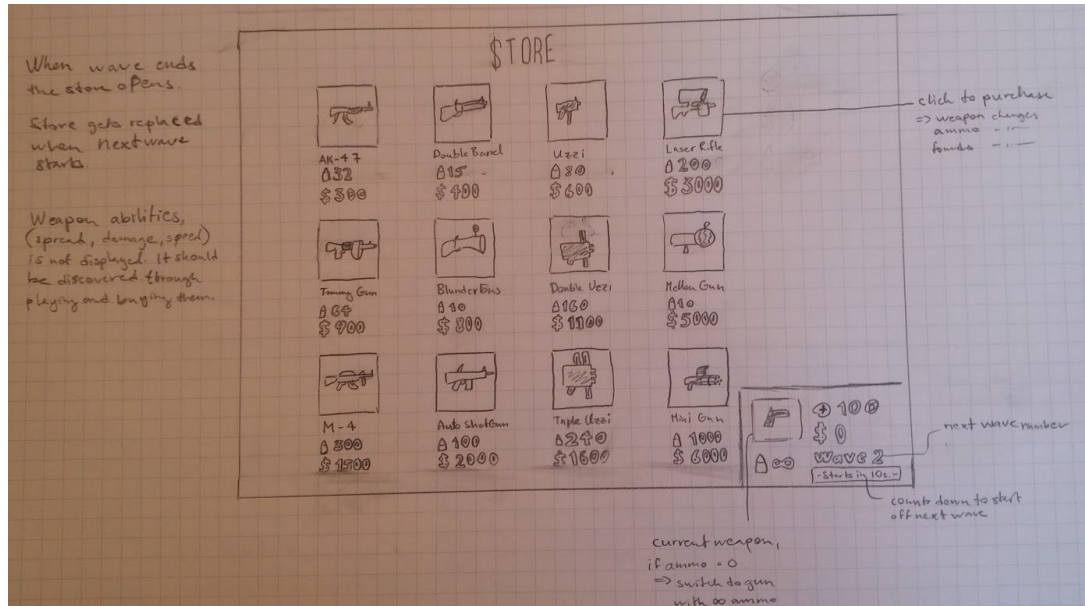 $TORE
When wave ends
the store opens.
Store gets replaced
when next wave
starts.
Weapon abilities,
(spread, damage, speed)
is not displayed. It should
be discovered through
playing and buying them.
AK-47
32
$300
Double Barrel
15
$400
Uzzi
80
$600
Laser Rifle
200
$3000
Tommy Gun
64
$900
Blunderbus
10
$800
Double Uzzi
160
$1100
Mellon Gun
10
$5000
M-4
300
$1500
Auto ShotGun
100
$2000
Triple Uzzi
240
$1600
Mini Gun
1000
$6000
click to purchase
=> weapon changes
ammo -"-
founds -"-
100
$0
∞
Wave 2
-Starts in 10s.-
next wave number
count down to start
off next wave
current weapon,
if ammo = 0
=> switch to gun
with ∞ ammo